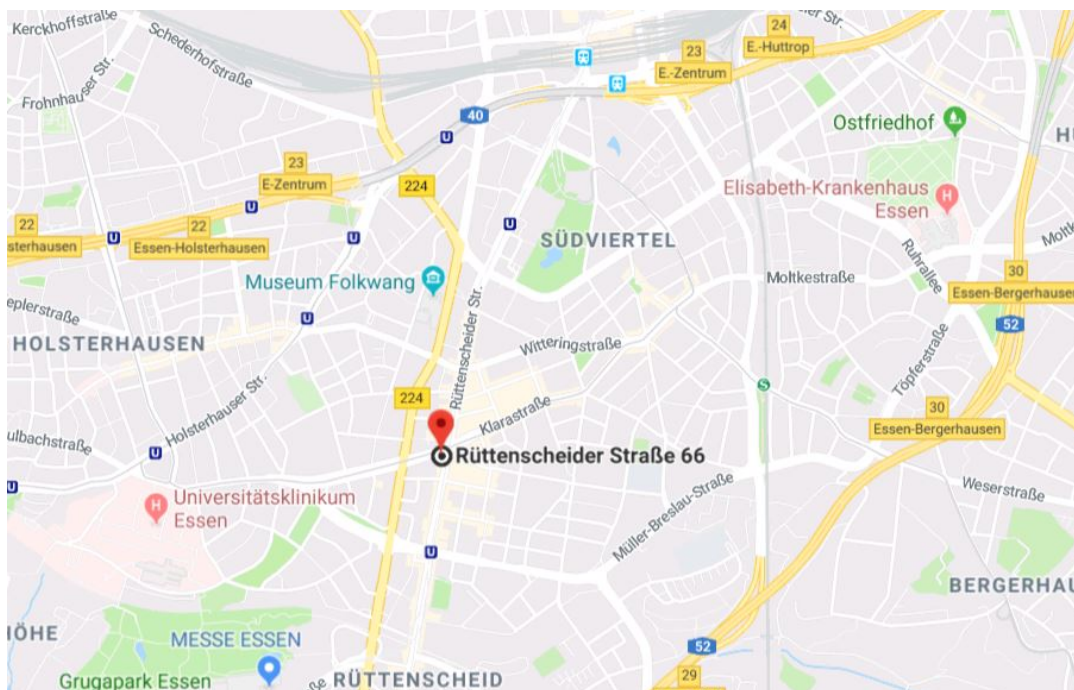 Kerckhoffstraße
Schederhofstraße
Frohnhauser Str.
24
E.-Huttrop
23
E.-Zentrum
40
Ostfriedhof
23
E-Zentrum
224
Elisabeth-Krankenhaus
Essen
22
22
Essen-Holsterhausen
SÜDVIERTEL
Ruhrallee
Museum Folkwang
Moltkestraße
30
Essen-Bergerhausen
52
HOLSTERHAUSEN
Rüttenscheider Str.
Witteringstraße
Töpferstraße
224
S
Holsterhauser Str.
Klarastraße
30
Essen-Bergerhausen
Rüttenscheider Straße 66
Universitätsklinikum
Essen
Weserstraße
Müller-Breslau-Straße
MESSE ESSEN
52
29
Grugapark Essen
RÜTTENSCHEID